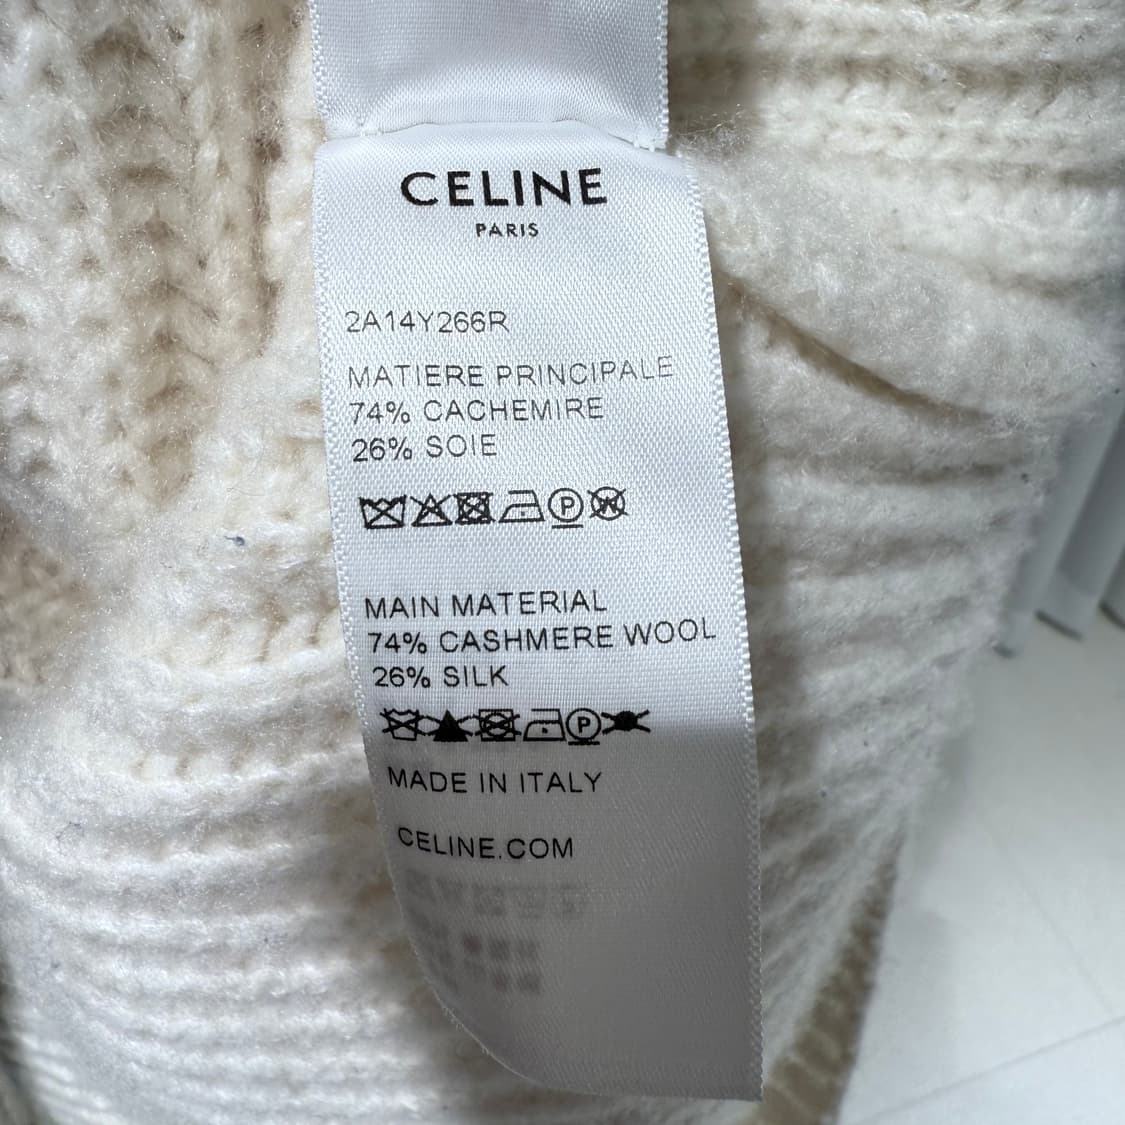 CELINE
PARIS
2A14Y266R
MATIERE PRINCIPALE
74% CACHEMIRE
26% SOIE
P W
MAIN MATERIAL
74% CASHMERE WOOL
26% SILK
P
MADE IN ITALY
CELINE.COM